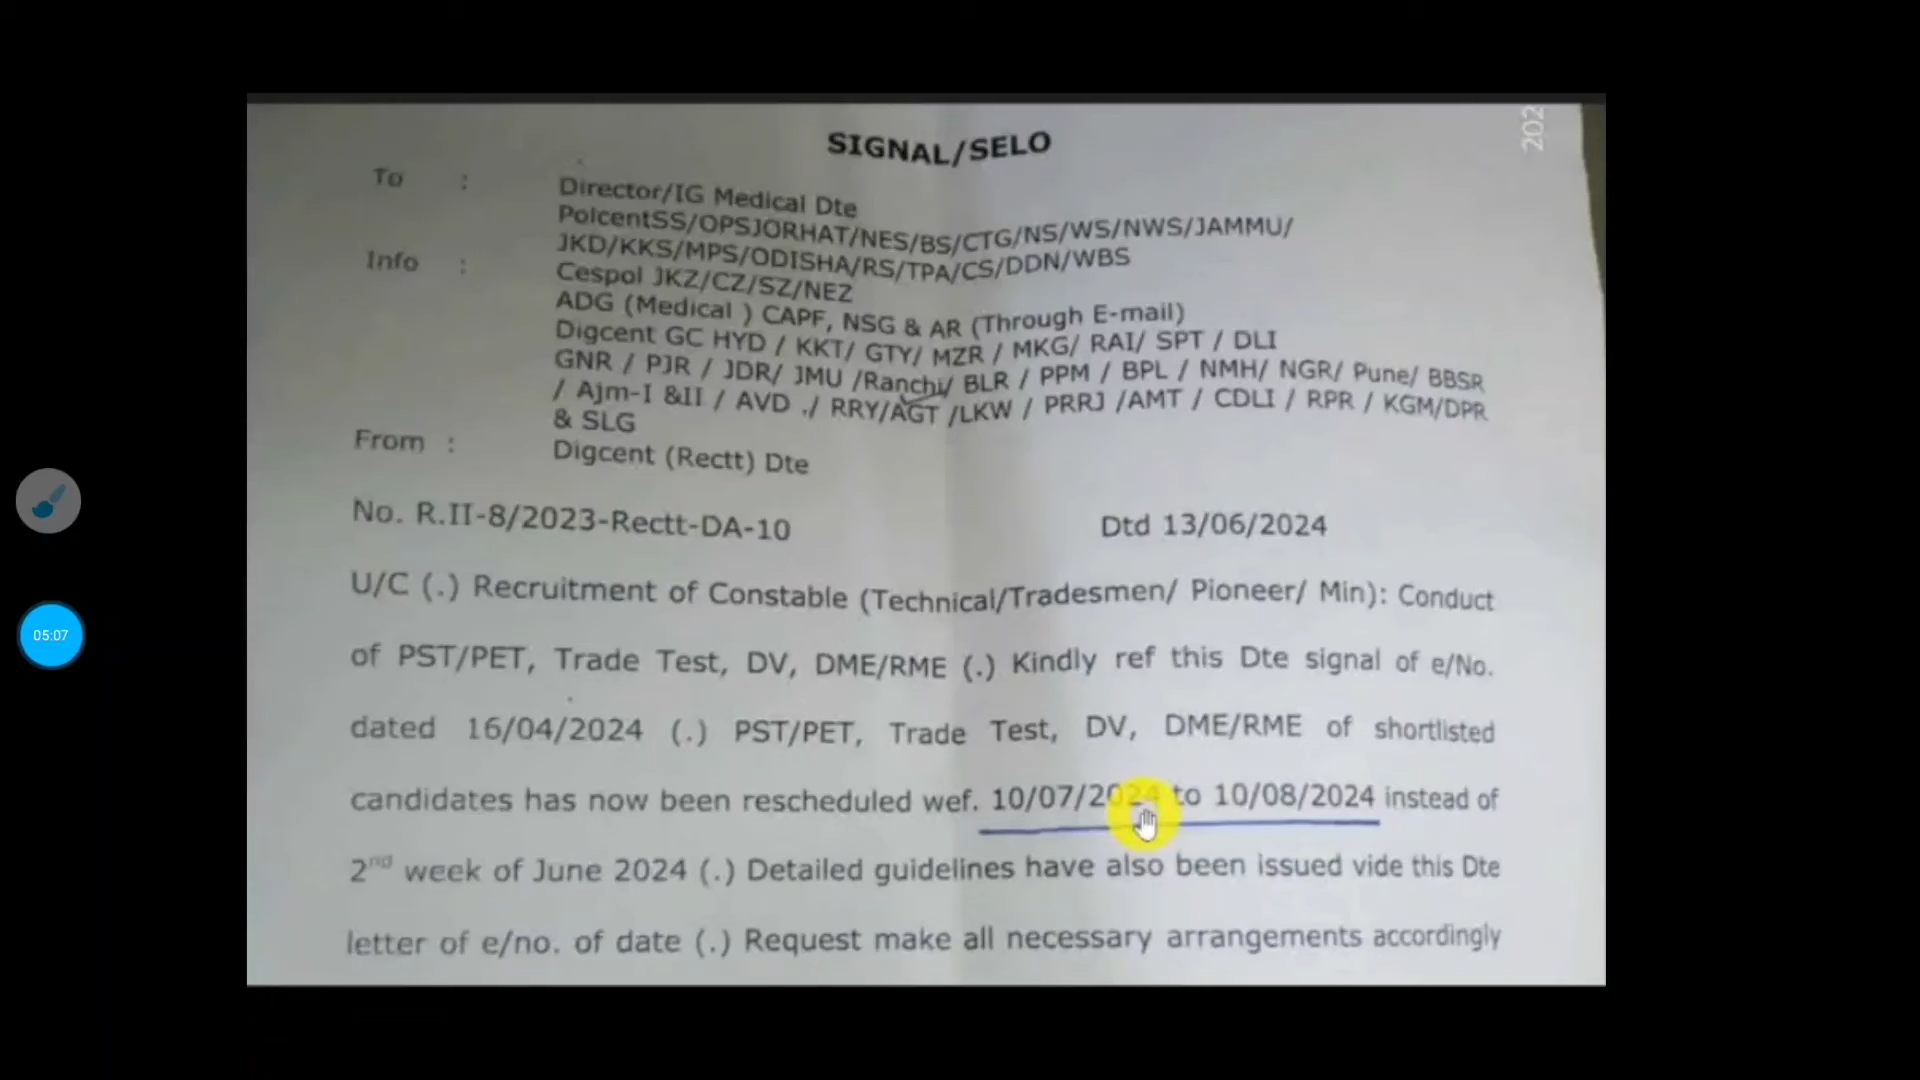 202
SIGNAL/SELO
To : Director/IG Medical Dte
PolcentSS/OPSJORHAT/NES/BS/CTG/NS/WS/NWS/JAMMU/
JKD/KKS/MPS/ODISHA/RS/TPA/CS/DDN/WBS
Info : Cespol JKZ/CZ/SZ/NEZ
ADG (Medical ) CAPF, NSG & AR (Through E-mail)
Digcent GC HYD / KKT/ GTY/ MZR / MKG/ RAI/ SPT / DLI
GNR / PJR / JDR/ JMU /Ranchi/ BLR / PPM / BPL / NMH/ NGR/ Pune/ BBSR
/ Ajm-I &II / AVD ./ RRY/AGT /LKW / PRRJ /AMT / CDLI / RPR / KGM/DPR
& SLG
From : Digcent (Rectt) Dte
No. R.II-8/2023-Rectt-DA-10 Dtd 13/06/2024
U/C (.) Recruitment of Constable (Technical/Tradesmen/ Pioneer/ Min): Conduct
of PST/PET, Trade Test, DV, DME/RME (.) Kindly ref this Dte signal of e/No.
dated 16/04/2024 (.) PST/PET, Trade Test, DV, DME/RME of shortlisted
candidates has now been rescheduled wef. 10/07/2024 to 10/08/2024 instead of
2nd week of June 2024 (.) Detailed guidelines have also been issued vide this Dte
letter of e/no. of date (.) Request make all necessary arrangements accordingly
05:07